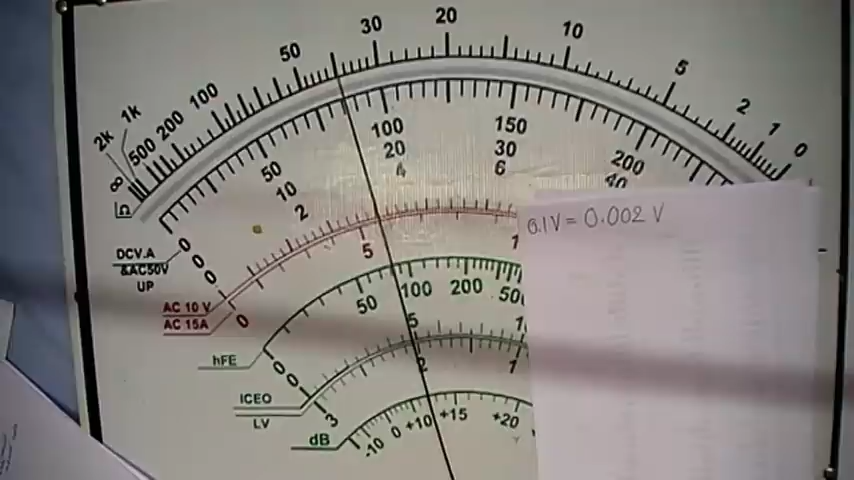 50 30 20 10 5 2 1 0
∞ 2k 1k 500 200 100
Ω
0 50 100 150 200
0 10 20 30 40
0 2 4 6
DCV.A
&AC50V
UP
0 5 1
AC 10 V
AC 15A
0 50 100 200 500
hFE
0 5 10
ICEO
LV
3 2 1
dB
-10 0 +10 +15 +20
0.1V = 0.002 V